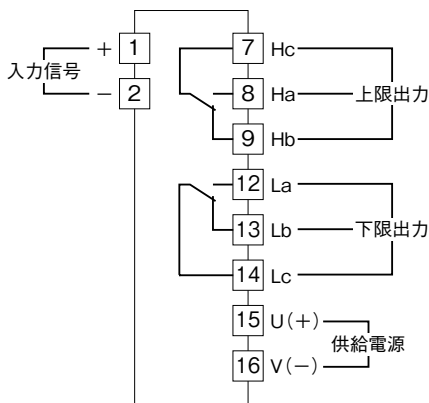 入力信号
+ 1
− 2
7 Hc
8 Ha
9 Hb
上限出力
12 La
13 Lb
14 Lc
下限出力
15 U(+)
16 V(−)
供給電源